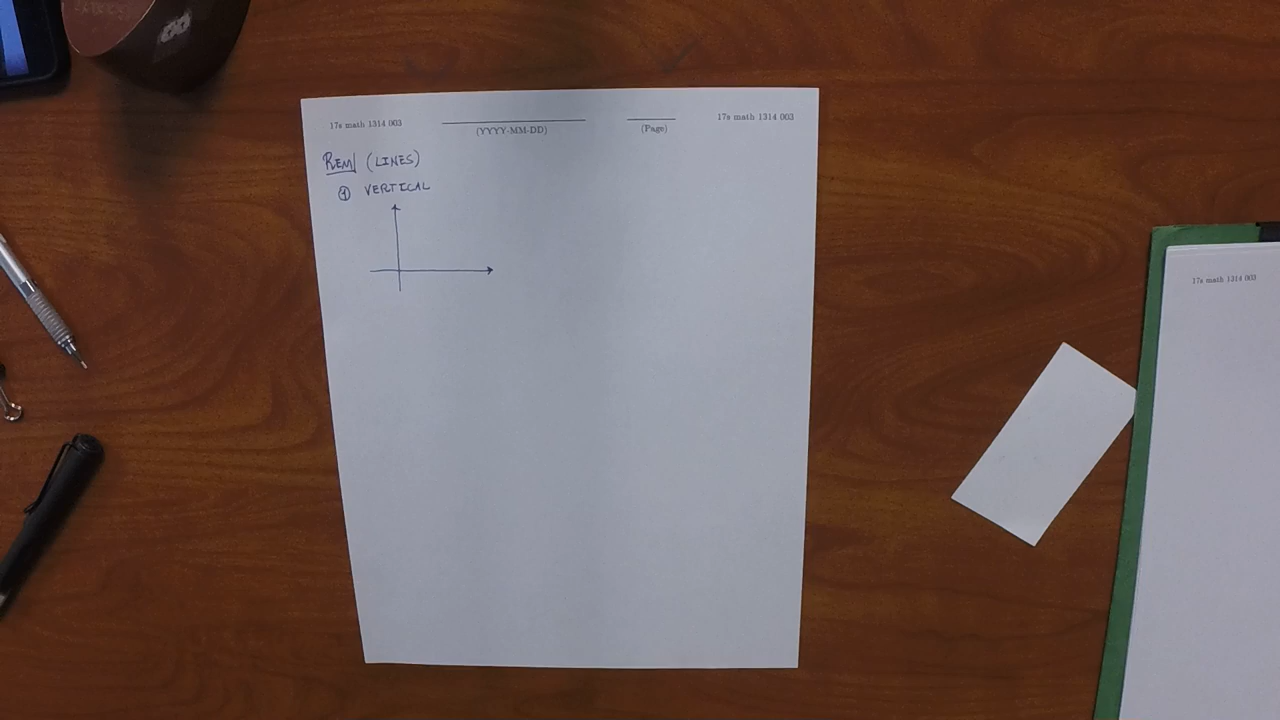 17s math 1314 003 (YYYY-MM-DD) (Page) 17s math 1314 003
REM (LINES)
① VERTICAL
17s math 1314 003